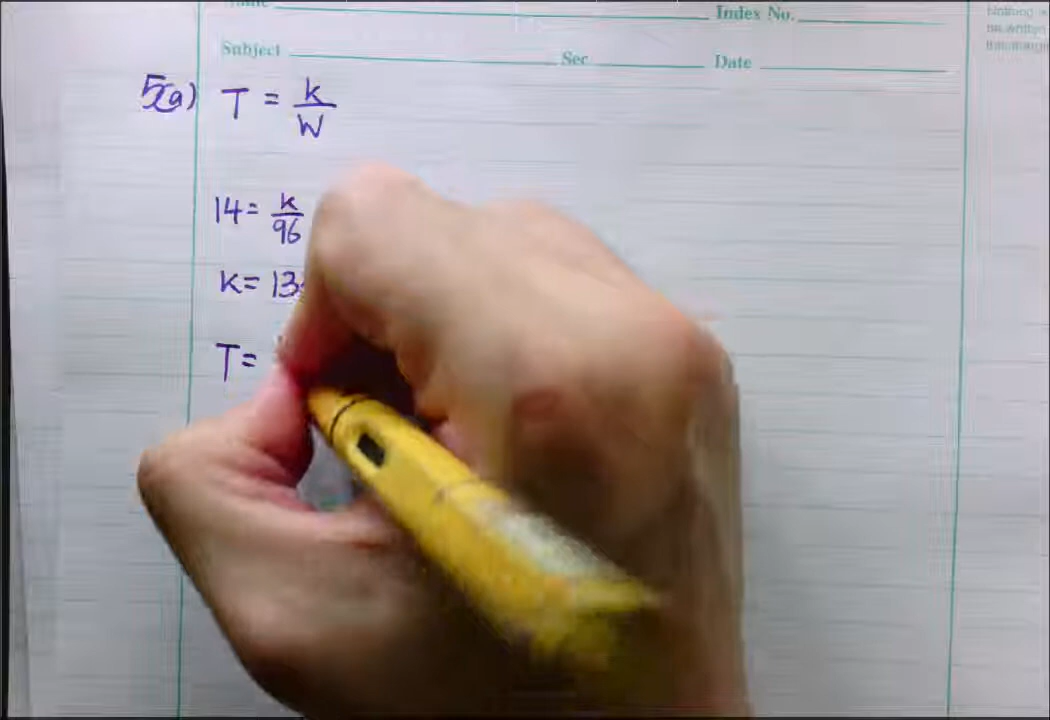 Index No.
Subject Sec Date
5(a) T = k/W
14 = k/96
k = 13
T =